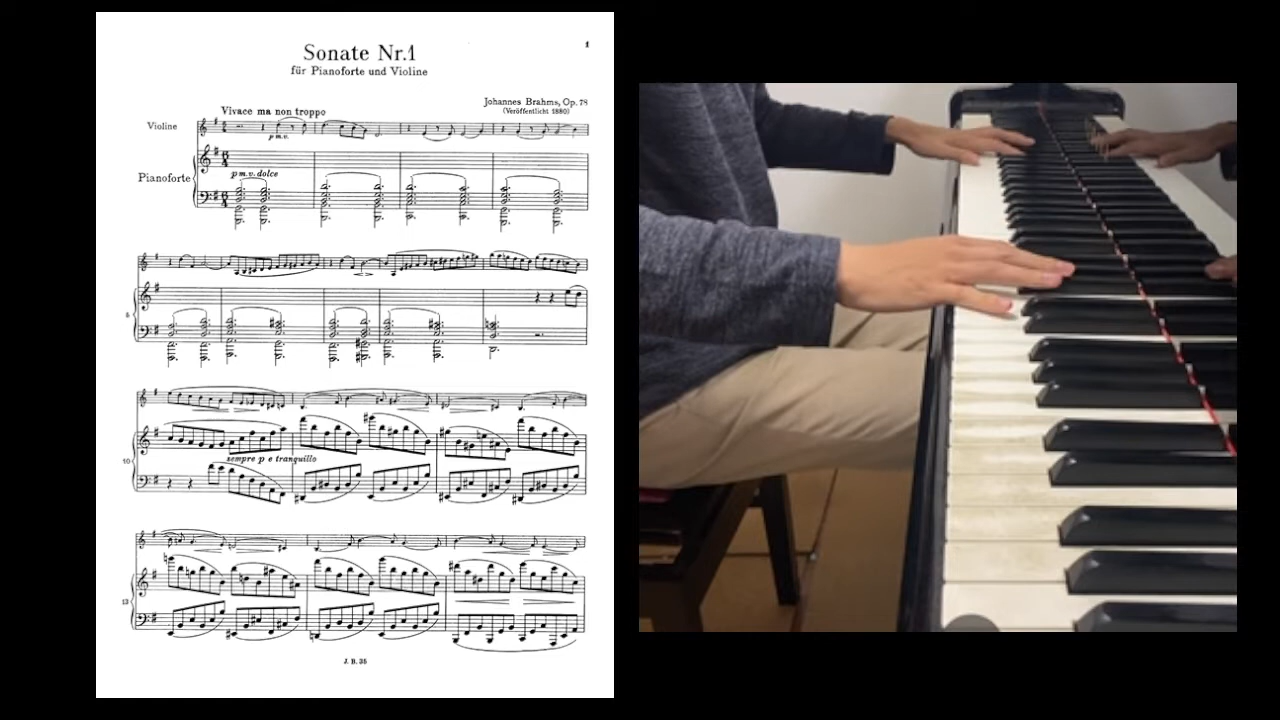 1
Sonate Nr.1
für Pianoforte und Violine
Johannes Brahms, Op. 78
(Veröffentlicht 1880)
Vivace ma non troppo
Violine
p m.v.
Pianoforte
p m.v. dolce
5
10
sempre p e tranquillo
13
J. B. 35